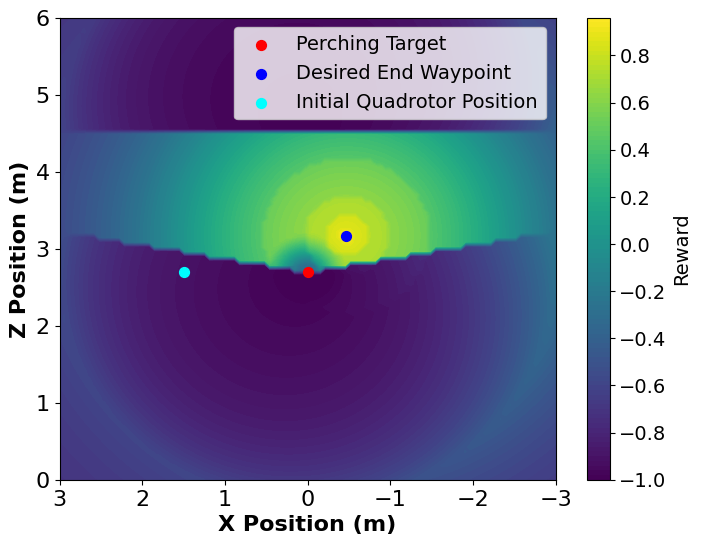 Perching Target
Desired End Waypoint
Initial Quadrotor Position
Z Position (m)
6
5
4
3
2
1
0
3 2 1 0 −1 −2 −3
X Position (m)
0.8
0.6
0.4
0.2
0.0
−0.2
−0.4
−0.6
−0.8
−1.0
Reward